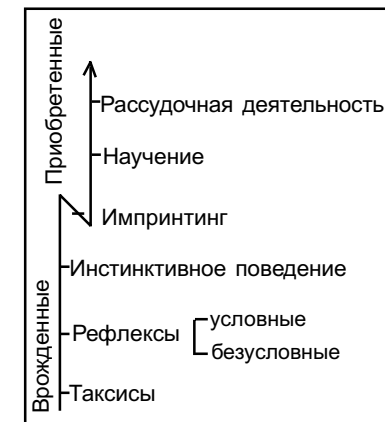 Приобретенные
Рассудочная деятельность
Научение
Импринтинг
Врожденные
Инстинктивное поведение
Рефлексы
условные
безусловные
Таксисы